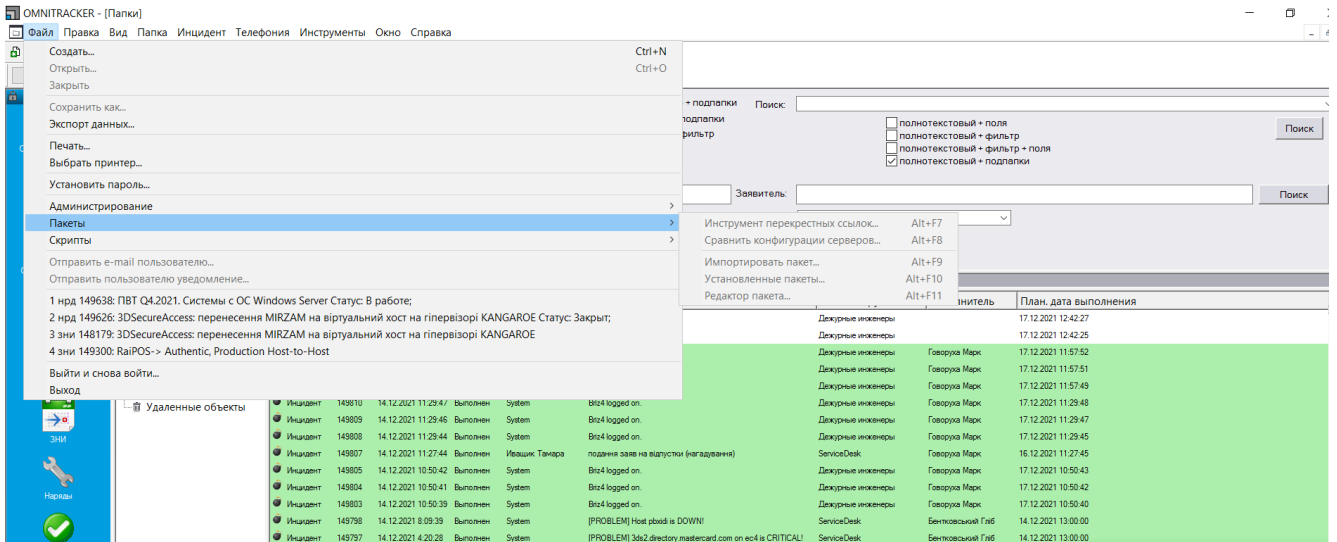 OMNITRACKER - [Папки]
Файл Правка Вид Папка Инцидент Телефония Инструменты Окно Справка
Создать... Ctrl+N
Открыть... Ctrl+O
Закрыть
Сохранить как...
Экспорт данных...
Печать...
Выбрать принтер...
Установить пароль...
Администрирование
Пакеты
Скрипты
Отправить e-mail пользователю...
Отправить пользователю уведомление...
1 нрд 149638: ПВТ Q4.2021. Системы с ОС Windows Server Статус: В работе;
2 нрд 149626: 3DSecureAccess: перенесення MIRZAM на віртуальний хост на гіпервізорі KANGAROE Статус: Закрыт;
3 зни 148179: 3DSecureAccess: перенесення MIRZAM на віртуальний хост на гіпервізорі KANGAROE
4 зни 149300: RaiPOS-> Authentic, Production Host-to-Host
Выйти и снова войти...
Выход
+ подпапки Поиск:
подпапки
фильтр
полнотекстовый + поля
полнотекстовый + фильтр
полнотекстовый + фильтр + поля
полнотекстовый + подпапки
Поиск
Заявитель: Поиск
Инструмент перекрестных ссылок... Alt+F7
Сравнить конфигурации серверов... Alt+F8
Импортировать пакет... Alt+F9
Установленные пакеты... Alt+F10
Редактор пакета... Alt+F11
План. дата выполнения
Дежурные инженеры 17.12.2021 12:42:27
Дежурные инженеры 17.12.2021 12:42:25
Дежурные инженеры Говоруха Марк 17.12.2021 11:57:52
Дежурные инженеры Говоруха Марк 17.12.2021 11:57:51
Дежурные инженеры Говоруха Марк 17.12.2021 11:57:49
Инцидент 149810 14.12.2021 11:29:47 Выполнен System Briz4 logged on. Дежурные инженеры Говоруха Марк 17.12.2021 11:29:48
Инцидент 149809 14.12.2021 11:29:46 Выполнен System Briz4 logged on. Дежурные инженеры Говоруха Марк 17.12.2021 11:29:47
Инцидент 149808 14.12.2021 11:29:44 Выполнен System Briz4 logged on. Дежурные инженеры Говоруха Марк 17.12.2021 11:29:45
Инцидент 149807 14.12.2021 11:27:44 Выполнен Иващик Тамара подання заяв на відпустки (нагадування) ServiceDesk Говоруха Марк 16.12.2021 11:27:45
Инцидент 149805 14.12.2021 10:50:42 Выполнен System Briz4 logged on. Дежурные инженеры Говоруха Марк 17.12.2021 10:50:43
Инцидент 149804 14.12.2021 10:50:41 Выполнен System Briz4 logged on. Дежурные инженеры Говоруха Марк 17.12.2021 10:50:42
Инцидент 149803 14.12.2021 10:50:39 Выполнен System Briz4 logged on. Дежурные инженеры Говоруха Марк 17.12.2021 10:50:40
Инцидент 149798 14.12.2021 8:09:39 Выполнен System [PROBLEM] Host pbxidi is DOWN! ServiceDesk Бентковський Гліб 14.12.2021 13:00:00
Инцидент 149797 14.12.2021 4:20:28 Выполнен System [PROBLEM] 3ds2.directory.mastercard.com on ec4 is CRITICAL! ServiceDesk Бентковський Гліб 14.12.2021 13:00:00
Удаленные объекты
ЗНИ
Наряды